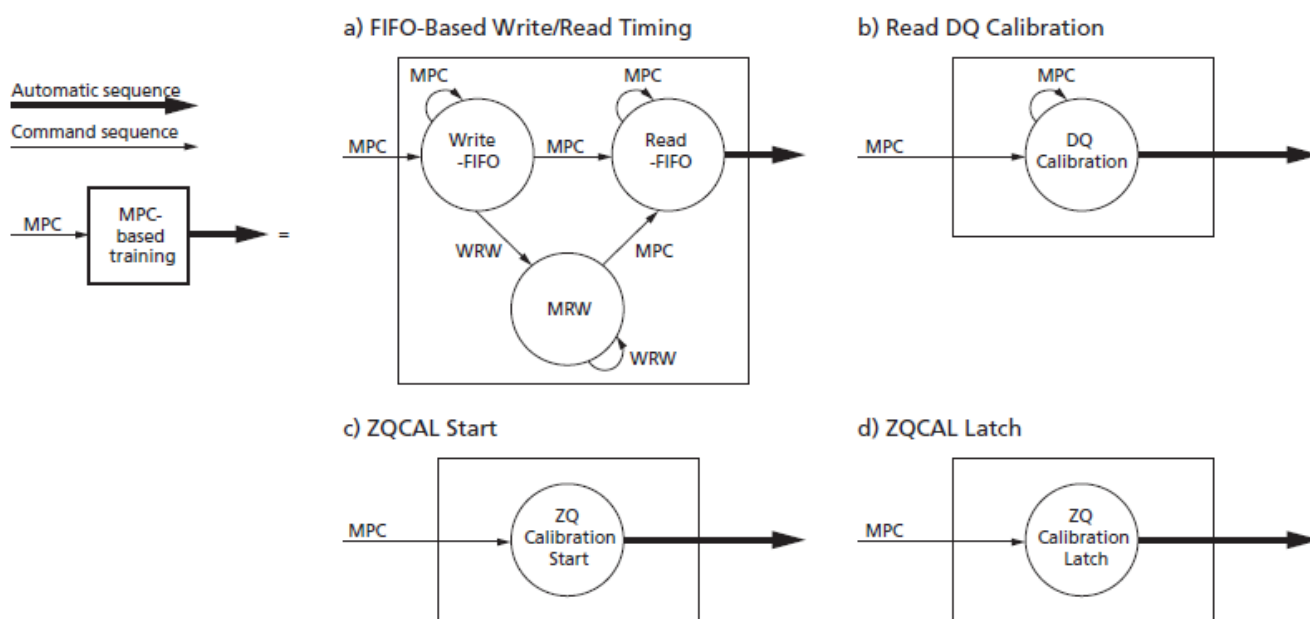 a) FIFO-Based Write/Read Timing
b) Read DQ Calibration
Automatic sequence
Command sequence
MPC
MPC-
based
training
=
MPC
MPC
MPC
Write
-FIFO
MPC
Read
-FIFO
WRW
MPC
MRW
WRW
MPC
MPC
DQ
Calibration
c) ZQCAL Start
d) ZQCAL Latch
MPC
ZQ
Calibration
Start
MPC
ZQ
Calibration
Latch